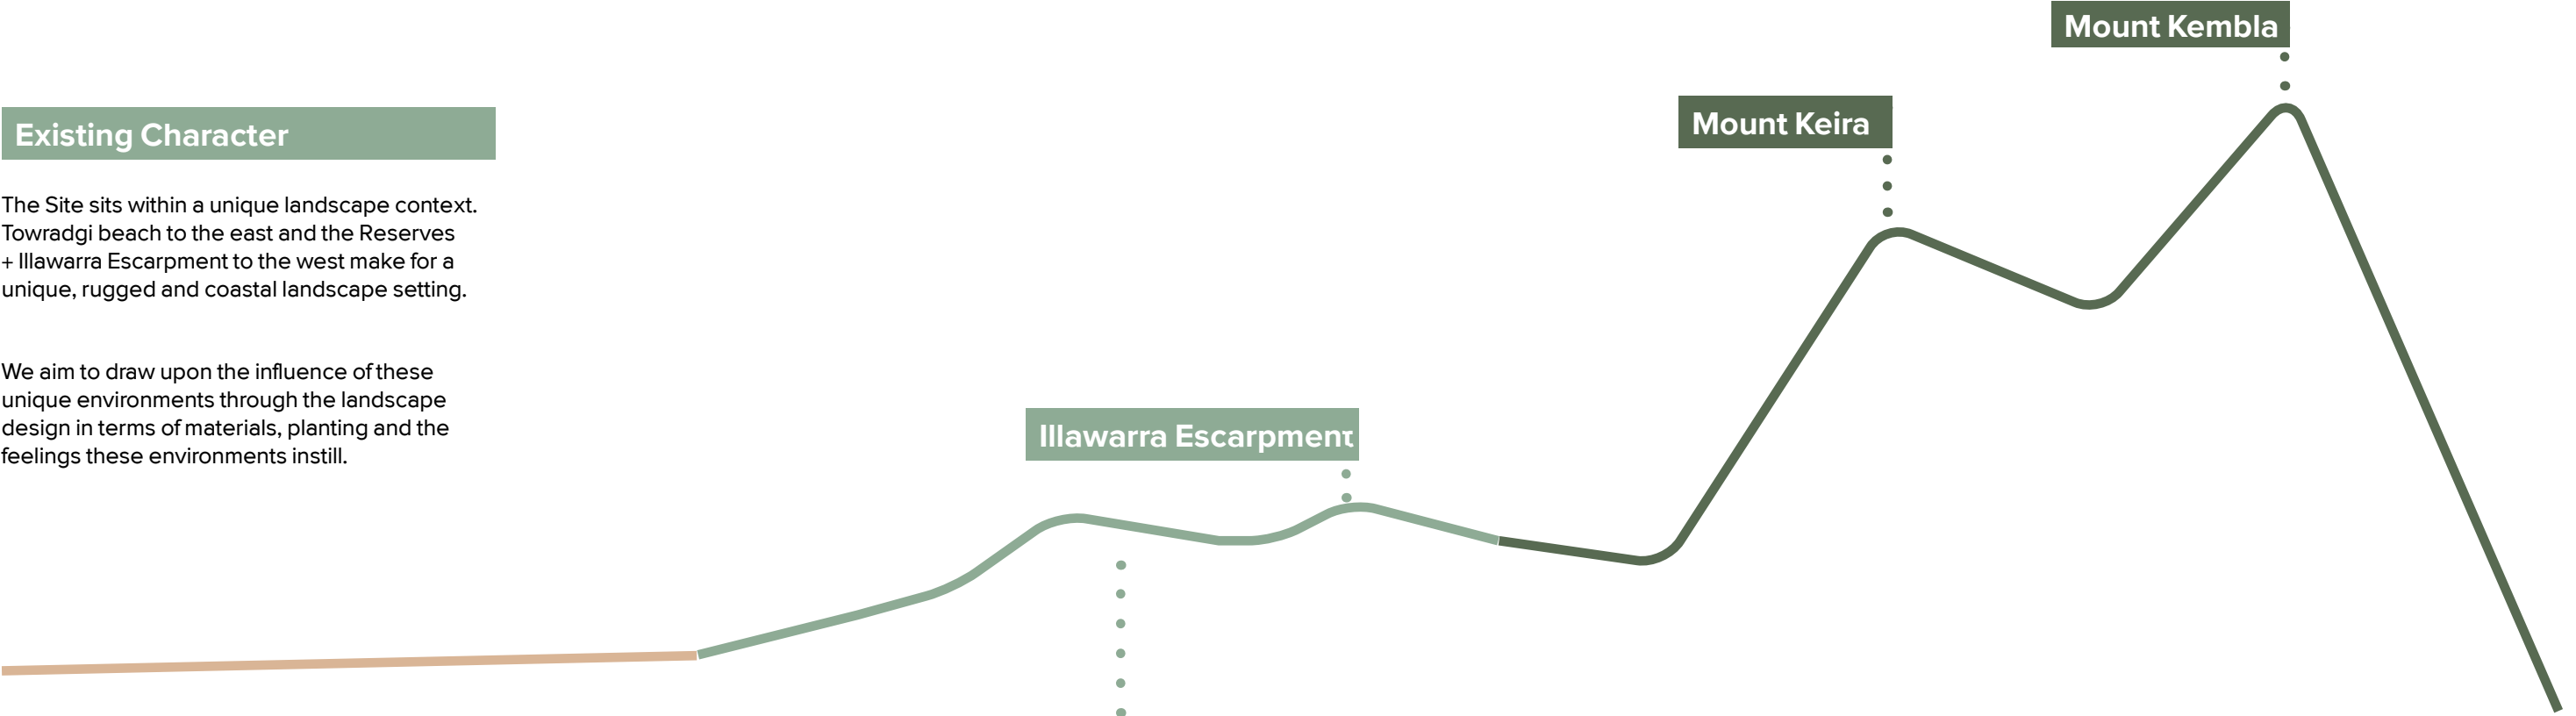 Mount Kembla
Mount Keira
Existing Character
The Site sits within a unique landscape context.
Towradgi beach to the east and the Reserves
+ Illawarra Escarpment to the west make for a
unique, rugged and coastal landscape setting.
We aim to draw upon the influence of these
unique environments through the landscape
design in terms of materials, planting and the
feelings these environments instill.
Illawarra Escarpment